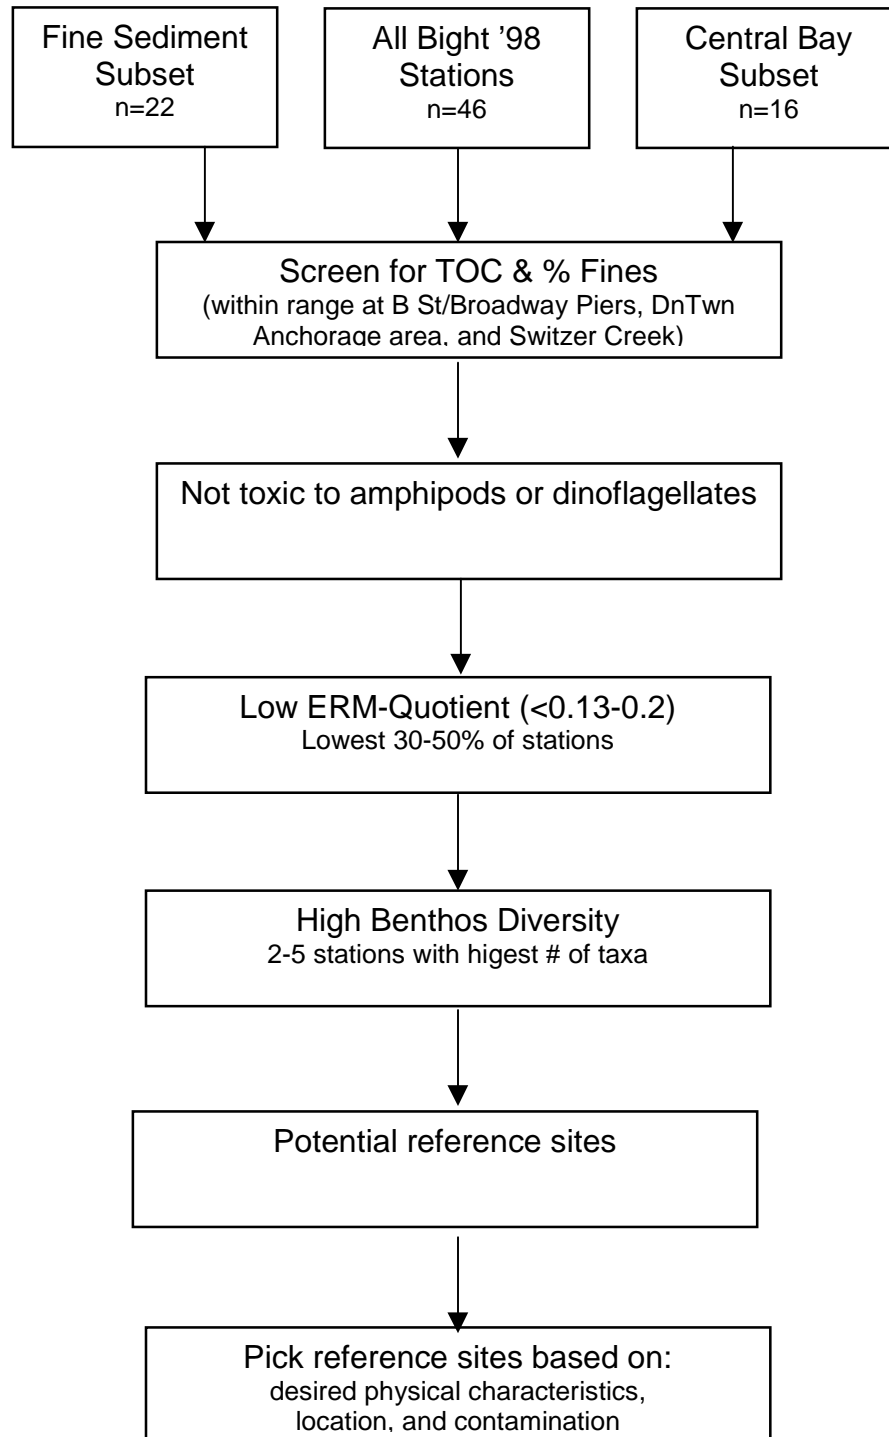 Fine Sediment
Subset
n=22
All Bight ’98
Stations
n=46
Central Bay
Subset
n=16
Screen for TOC & % Fines
(within range at B St/Broadway Piers, DnTwn
Anchorage area, and Switzer Creek)
Not toxic to amphipods or dinoflagellates
Low ERM-Quotient (<0.13-0.2)
Lowest 30-50% of stations
High Benthos Diversity
2-5 stations with higest # of taxa
Potential reference sites
Pick reference sites based on:
desired physical characteristics,
location, and contamination